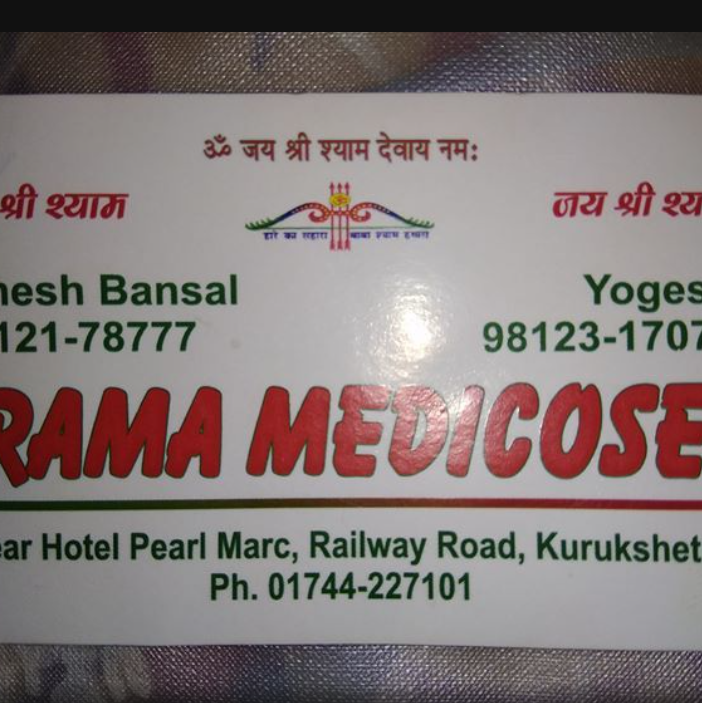 ॐ जय श्री श्याम देवाय नमः
श्री श्याम
जय श्री श्य
हारे का सहारा बाबा श्याम हमारा
nesh Bansal
Yoges
121-78777
98123-1707
RAMA MEDICOSE
ear Hotel Pearl Marc, Railway Road, Kurukshet
Ph. 01744-227101